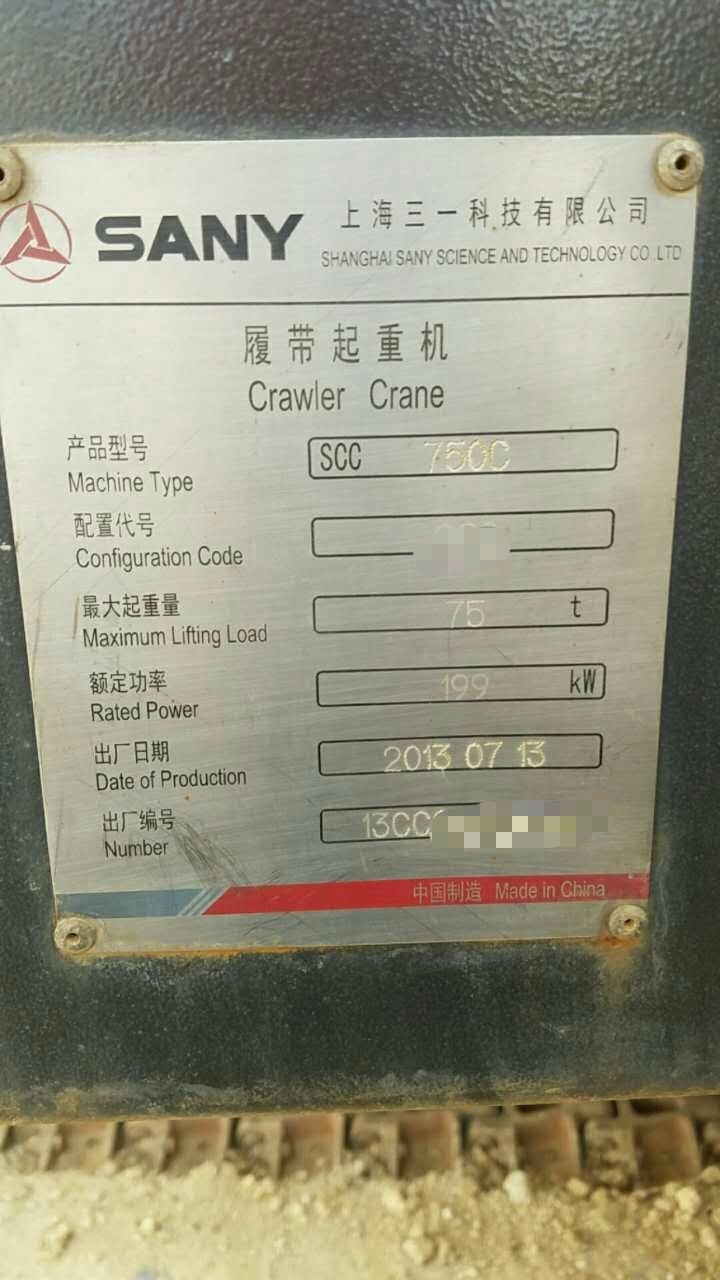 SANY 上海三一科技有限公司
SHANGHAI SANY SCIENCE AND TECHNOLOGY CO.LTD
履带起重机
Crawler Crane
产品型号
Machine Type
SCC 750C
配置代号
Configuration Code
最大起重量
Maximum Lifting Load
75 t
额定功率
Rated Power
199 kW
出厂日期
Date of Production
2013 07 13
出厂编号
Number
13CC
中国制造 Made in China